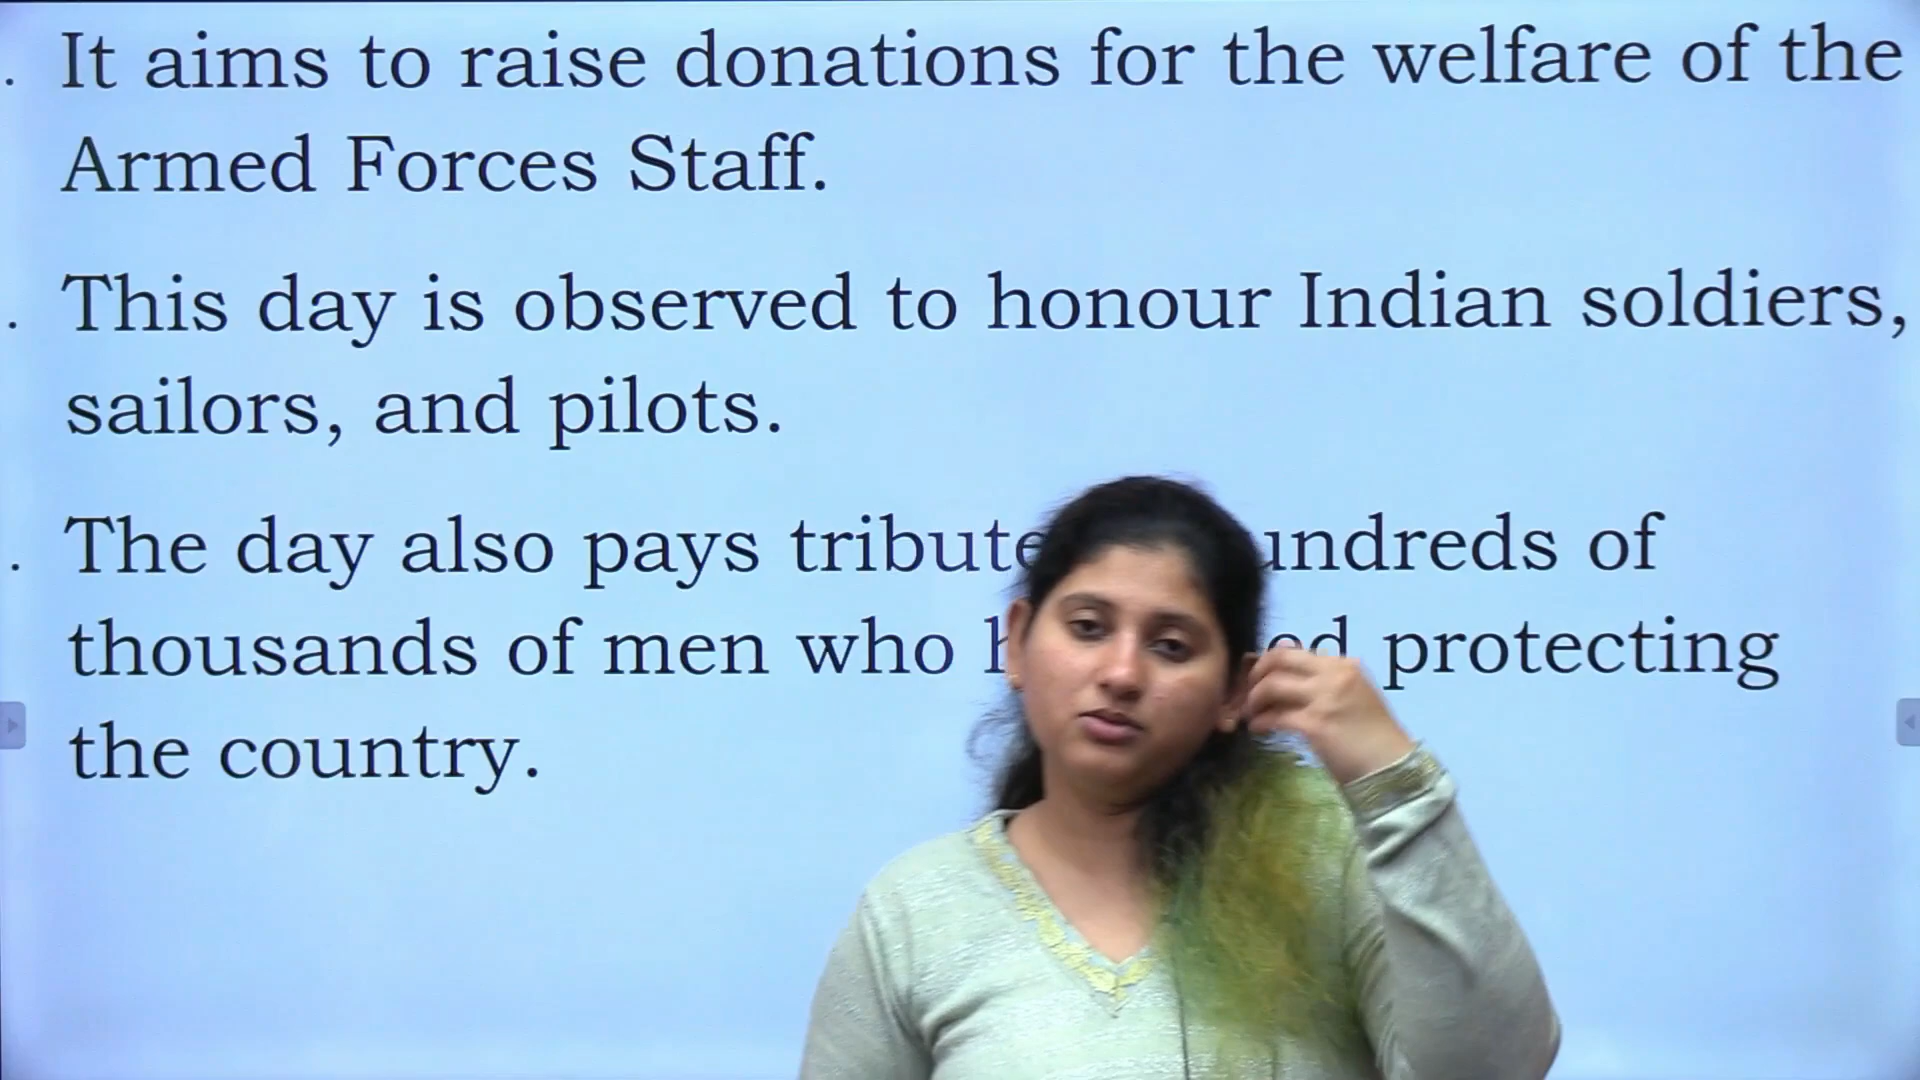 . It aims to raise donations for the welfare of the
Armed Forces Staff.
. This day is observed to honour Indian soldiers,
sailors, and pilots.
. The day also pays tribute of
thousands of men who protecting
the country.